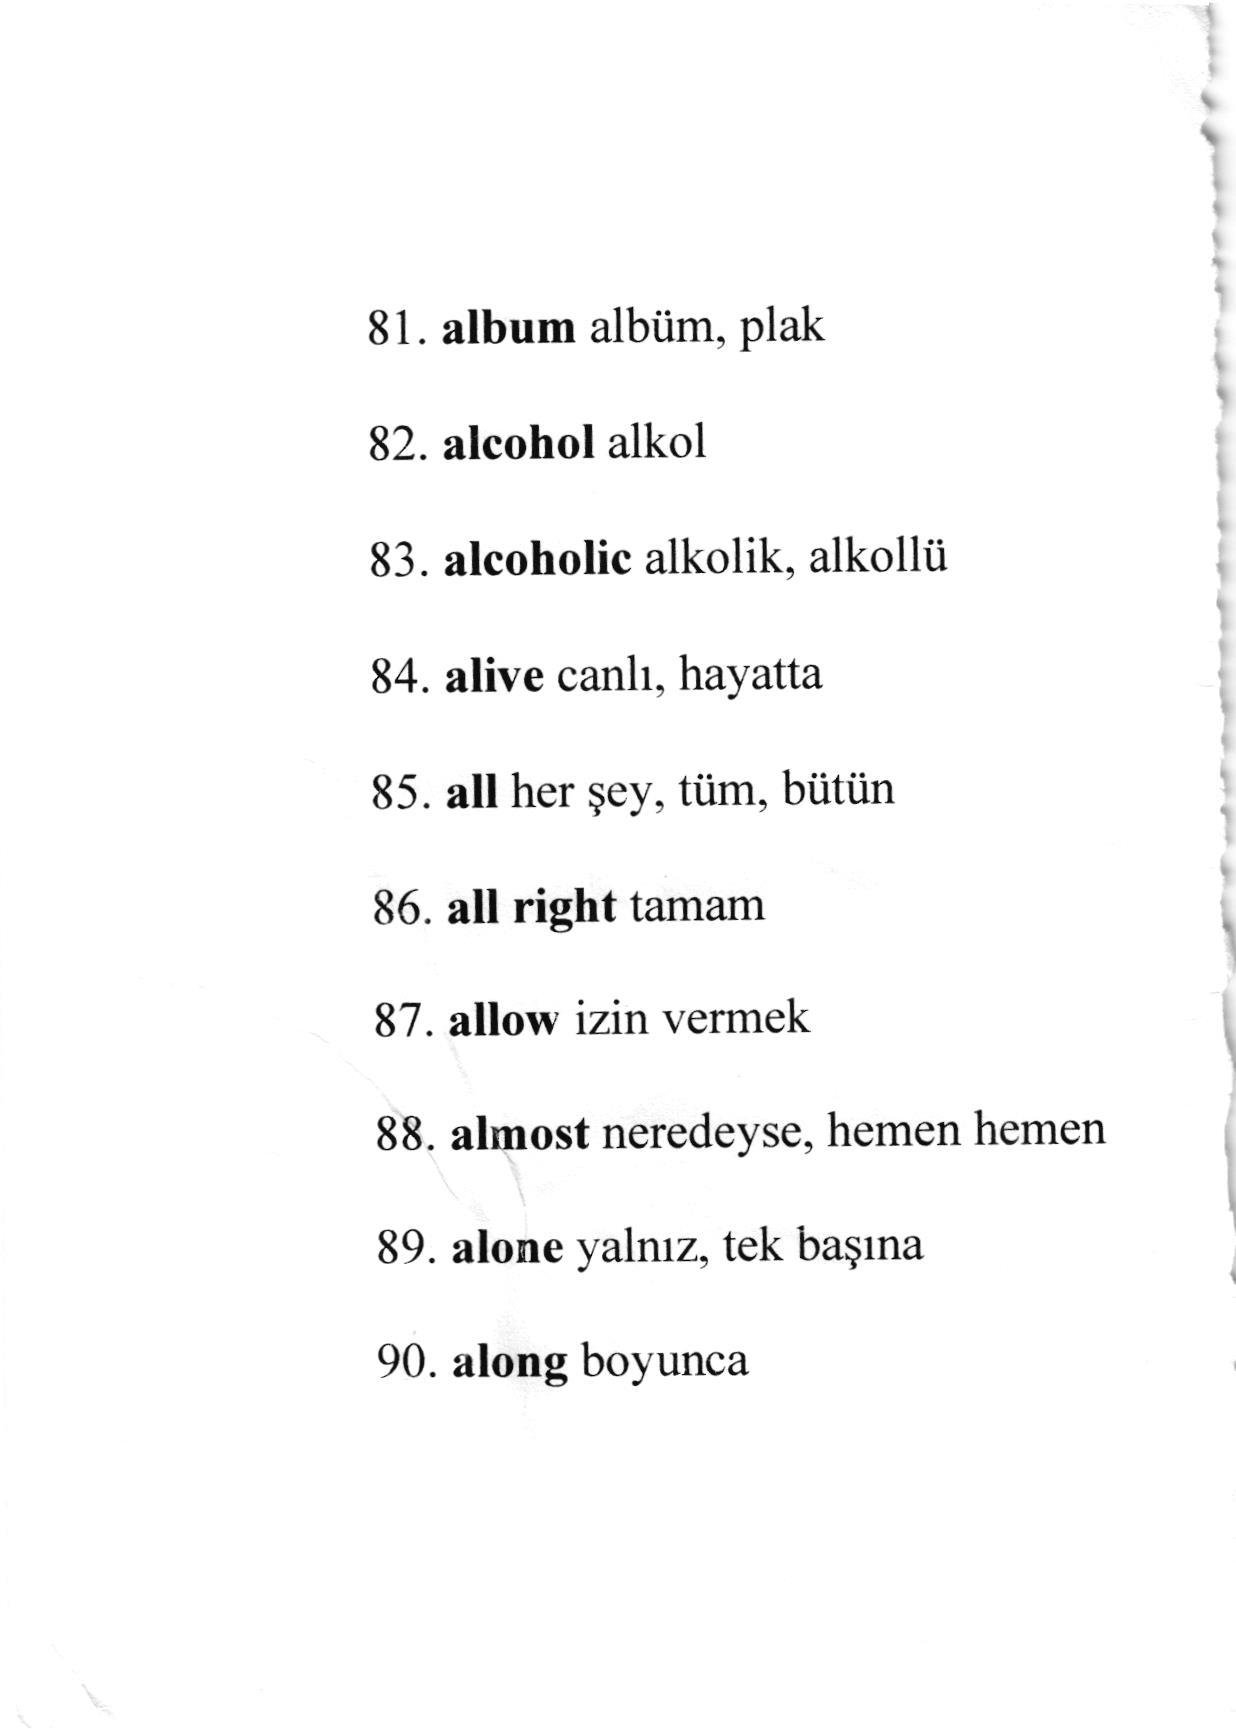 81. album albüm, plak
82. alcohol alkol
83. alcoholic alkolik, alkollü
84. alive canlı, hayatta
85. all her şey, tüm, bütün
86. all right tamam
87. allow izin vermek
88. almost neredeyse, hemen hemen
89. alone yalnız, tek başına
90. along boyunca